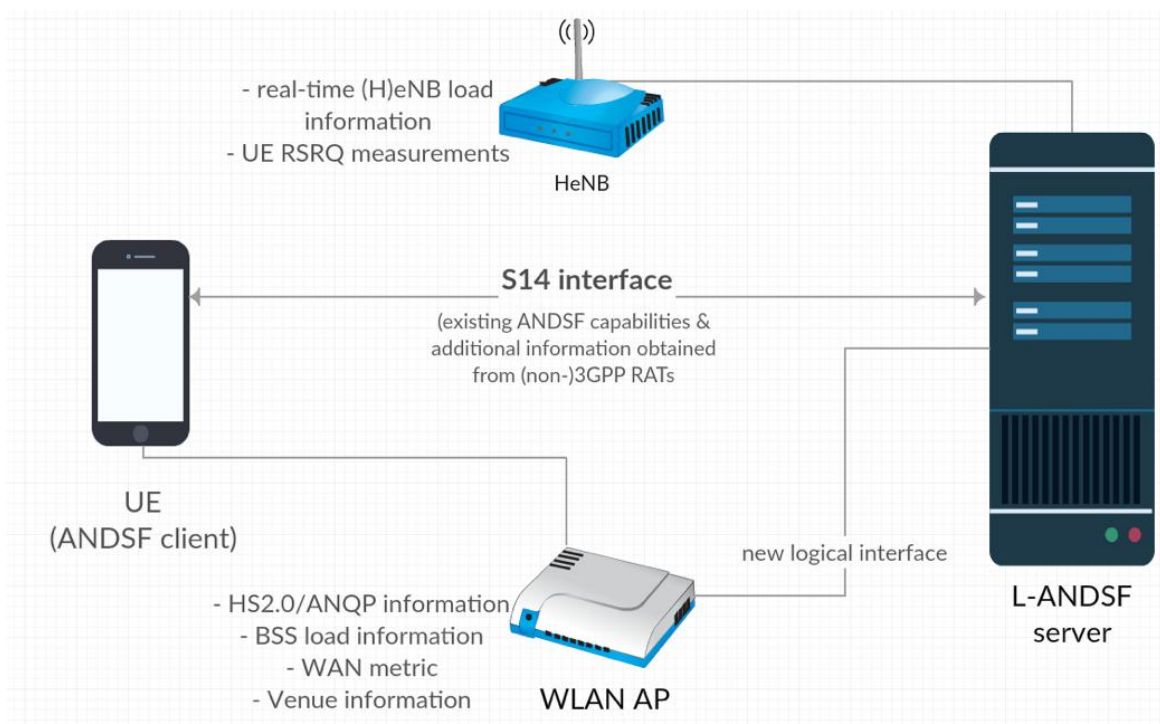 - real-time (H)eNB load
information
- UE RSRQ measurements
HeNB
S14 interface
(existing ANDSF capabilities &
additional information obtained
from (non-)3GPP RATs
UE
(ANDSF client)
new logical interface
- HS2.0/ANQP information
- BSS load information
- WAN metric
- Venue information
WLAN AP
L-ANDSF
server